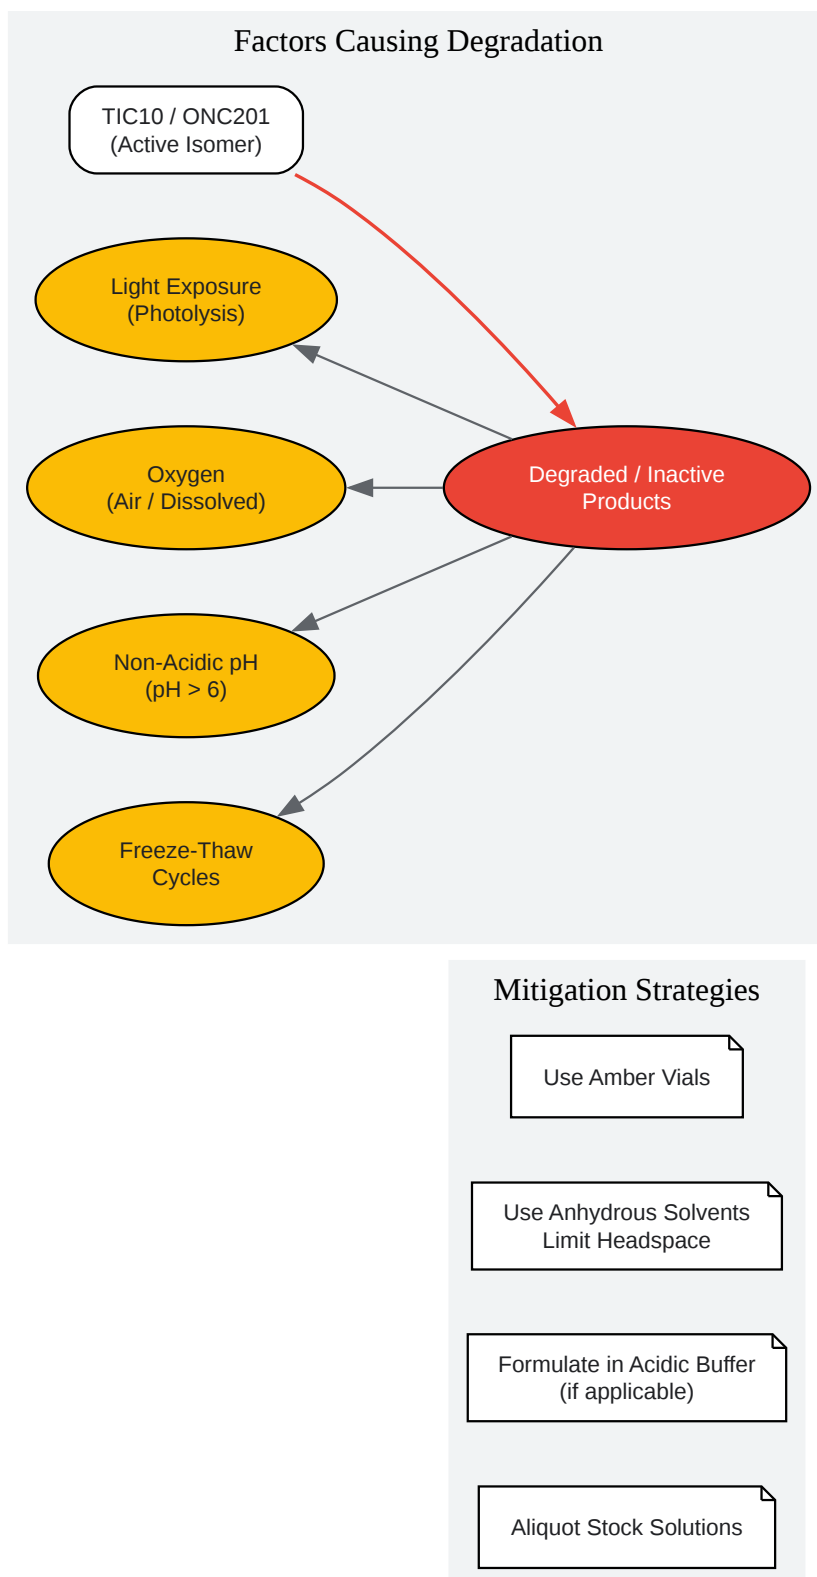 Factors Causing Degradation
TIC10 / ONC201
(Active Isomer)
Light Exposure
(Photolysis)
Oxygen
(Air / Dissolved)
Degraded / Inactive
Products
Non-Acidic pH
(pH > 6)
Freeze-Thaw
Cycles
Mitigation Strategies
Use Amber Vials
Use Anhydrous Solvents
Limit Headspace
Formulate in Acidic Buffer
(if applicable)
Aliquot Stock Solutions